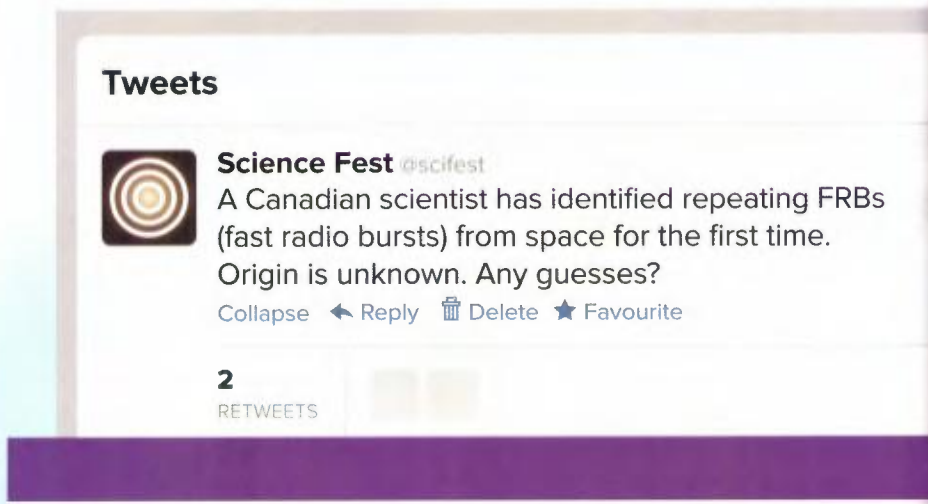 Tweets
Science Fest @scifest
A Canadian scientist has identified repeating FRBs
(fast radio bursts) from space for the first time.
Origin is unknown. Any guesses?
Collapse Reply Delete Favourite
2
RETWEETS